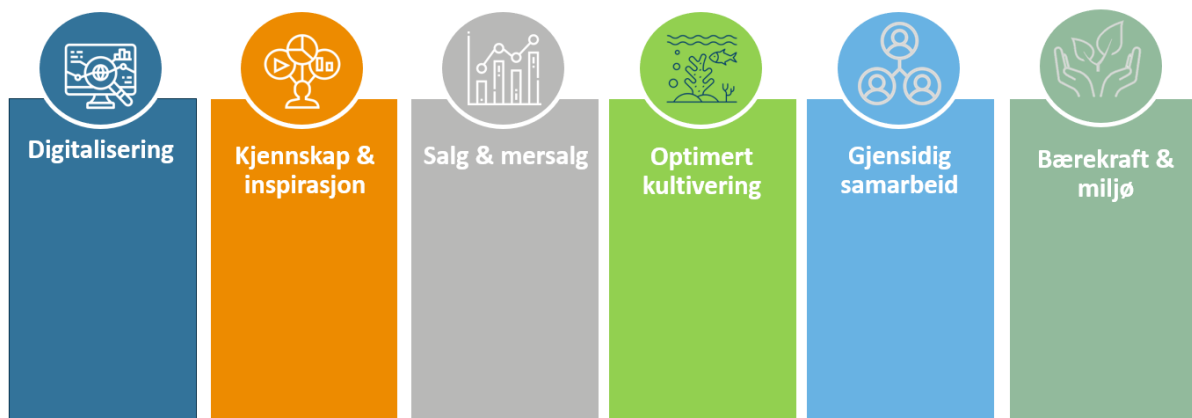 Digitalisering
Kjennskap &
inspirasjon
Salg & mersalg
Optimert
kultivering
Gjensidig
samarbeid
Bærekraft &
miljø